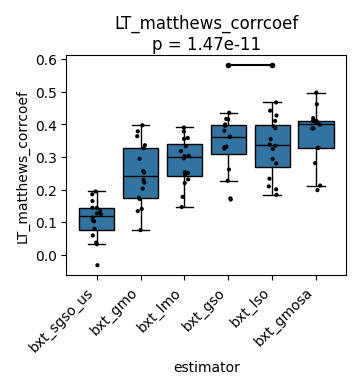 LT_matthews_corrcoef
p = 1.47e-11
LT_matthews_corrcoef
0.6
0.5
0.4
0.3
0.2
0.1
0.0
bxt_sgso_us
bxt_gmo
bxt_lmo
bxt_gso
bxt_lso
bxt_gmosa
estimator